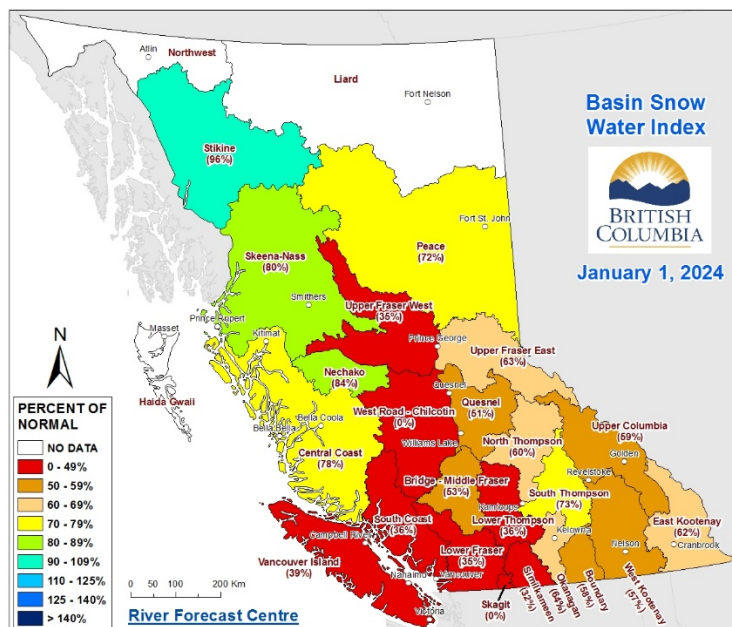 Atlin
Northwest
Liard
Fort Nelson
Basin Snow
Water Index
BRITISH
COLUMBIA
January 1, 2024
Stikine
(96%)
Fort St. John
Peace
(72%)
Skeena-Nass
(80%)
Smithers
Upper Fraser West
(35%)
Prince Rupert
Kitimat
Masset
N
Prince George
Upper Fraser East
(63%)
Nechako
(84%)
Haida Gwaii
Quesnel
Quesnel
(51%)
West Road - Chilcotin
(0%)
Bella Coola
Bella Bella
Williams Lake
North Thompson
(60%)
Upper Columbia
(59%)
Golden
Central Coast
(78%)
Revelstoke
Bridge - Middle Fraser
(53%)
South Thompson
(73%)
Kamloops
South Coast
(36%)
Lower Thompson
(36%)
East Kootenay
(62%)
Campbell River
Kelowna
Cranbrook
Vancouver Island
(39%)
Lower Fraser
(35%)
Nelson
Nanaimo
Vancouver
Victoria
Skagit
(0%)
Similkameen
(32%)
Okanagan
(64%)
Boundary
(58%)
West Kootenay
(57%)
PERCENT OF
NORMAL
NO DATA
0 - 49%
50 - 59%
60 - 69%
70 - 79%
80 - 89%
90 - 109%
110 - 125%
125 - 140%
> 140%
0 100 200 Km
River Forecast Centre